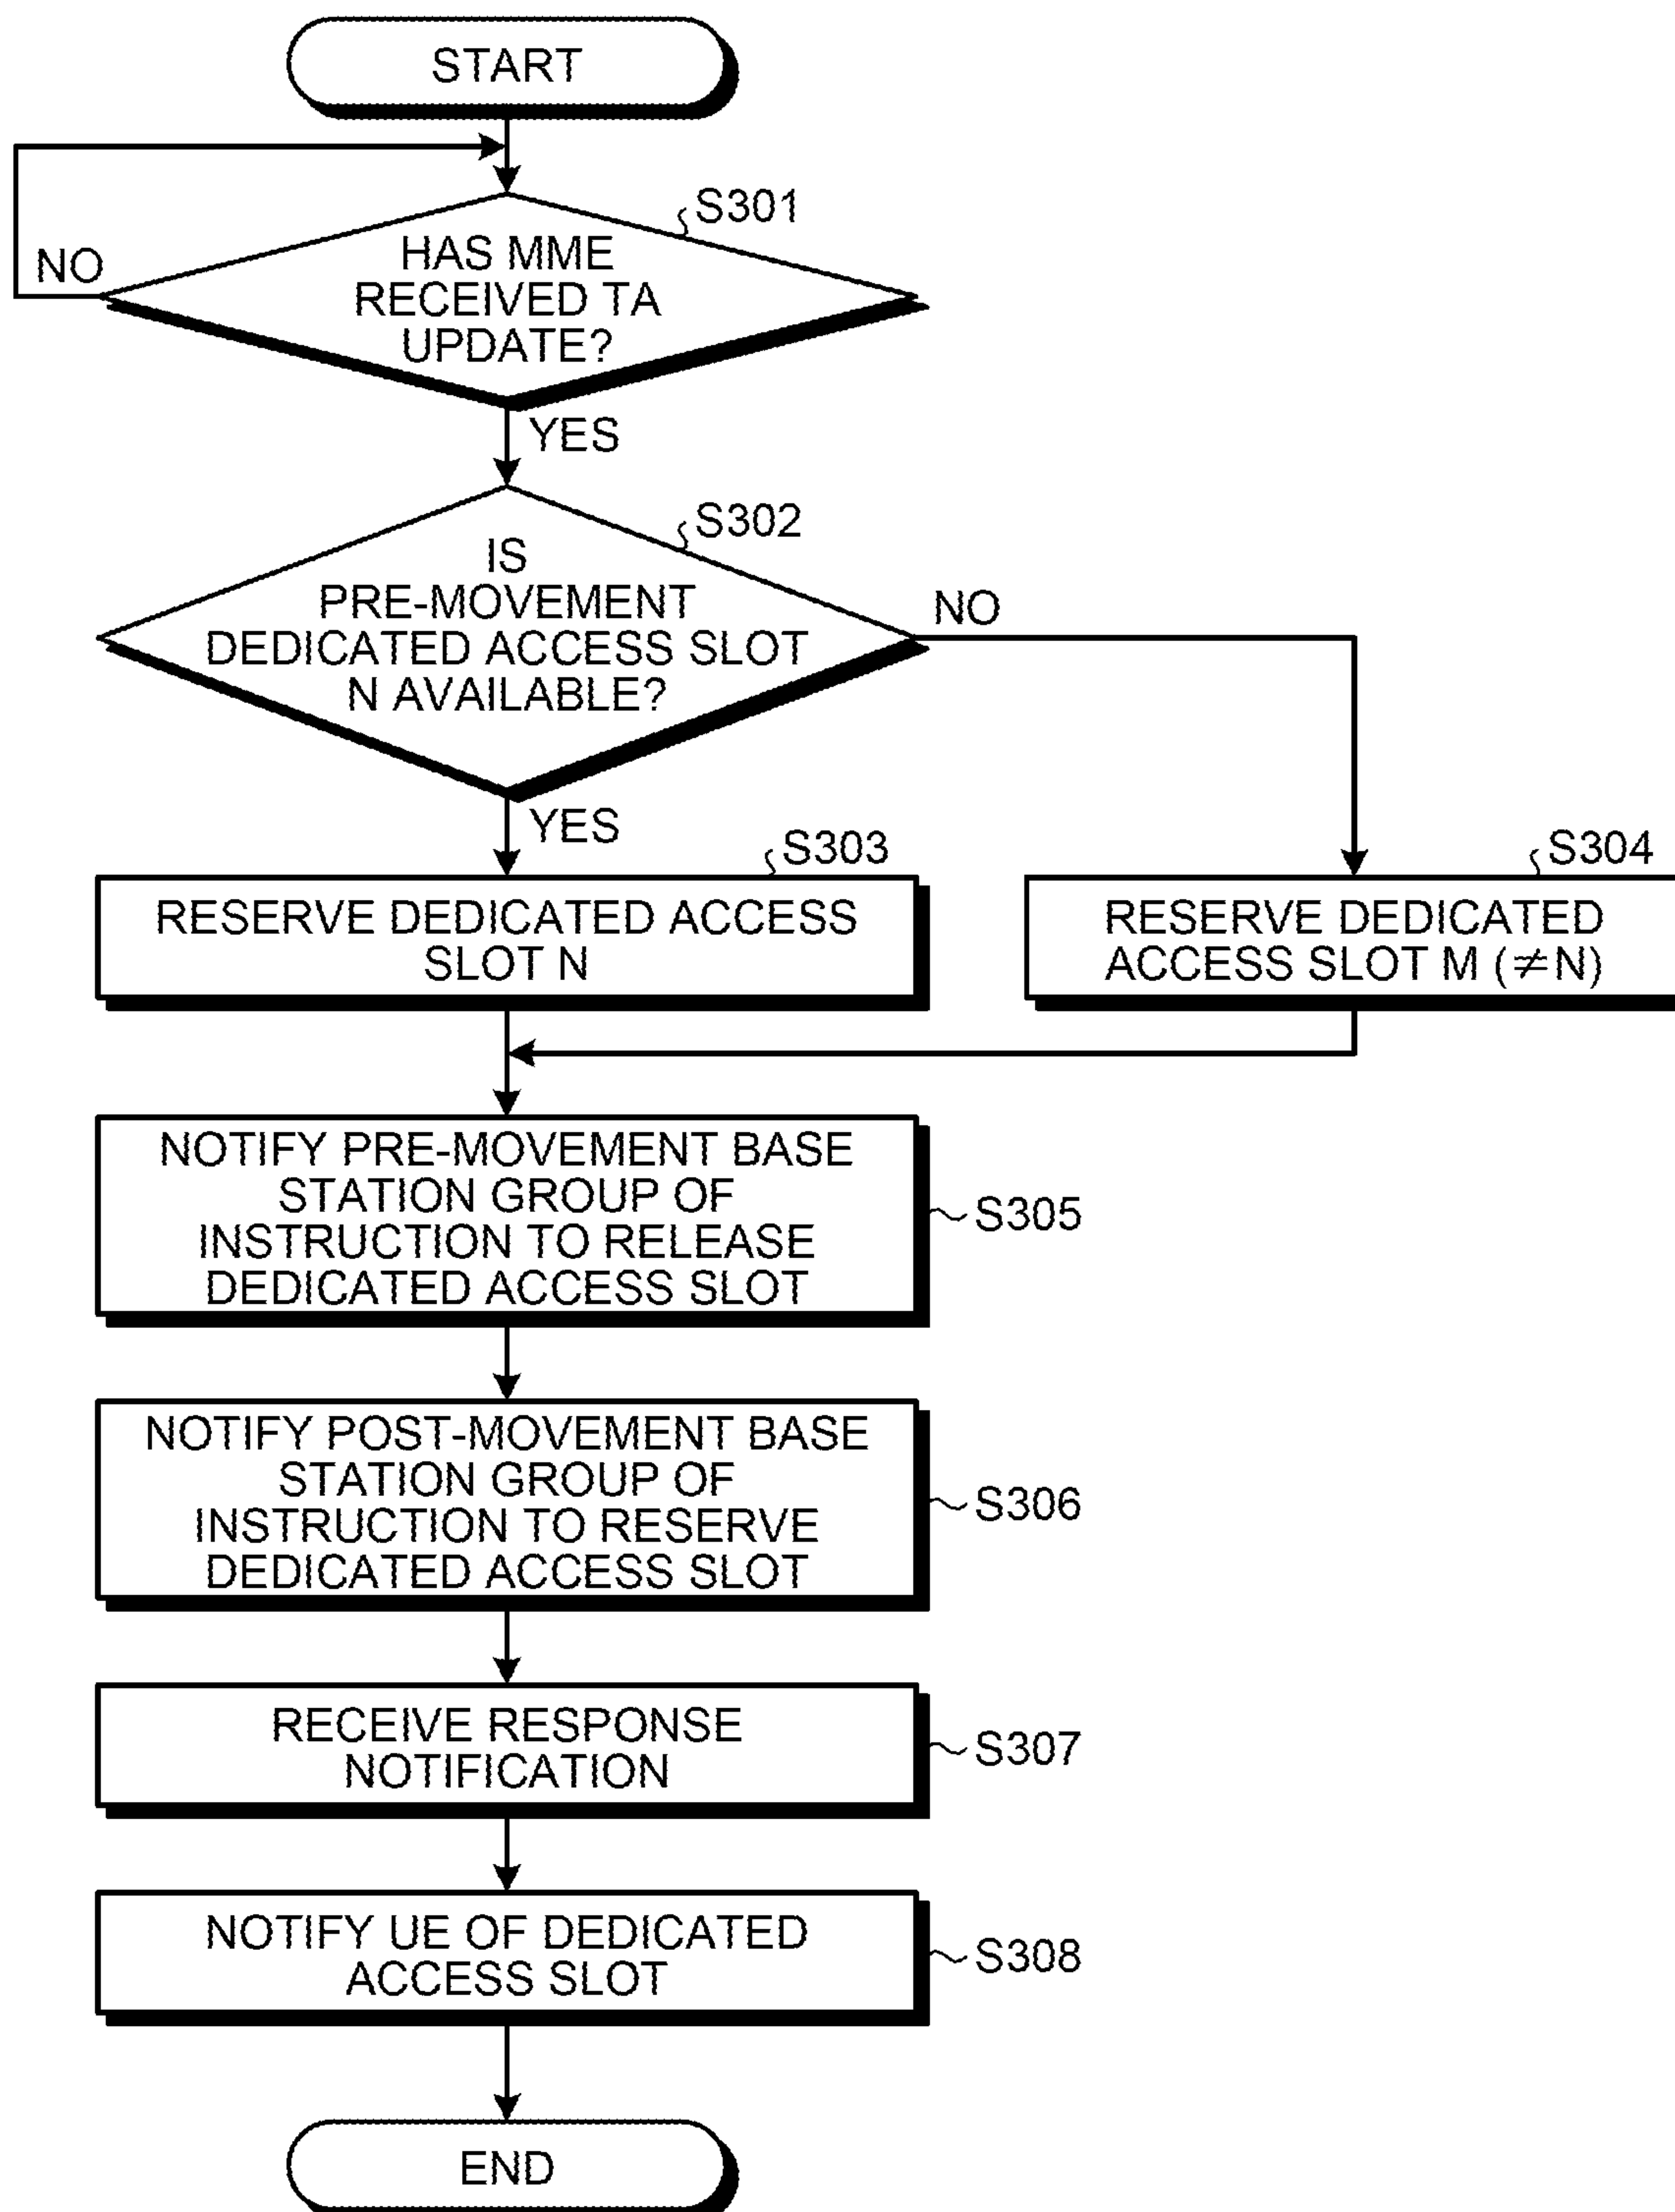 START
S301
HAS MME
RECEIVED TA
UPDATE?
NO
YES
S302
IS
PRE-MOVEMENT
DEDICATED ACCESS SLOT
N AVAILABLE?
NO
YES
S303
RESERVE DEDICATED ACCESS
SLOT N
S304
RESERVE DEDICATED
ACCESS SLOT M (≠N)
NOTIFY PRE-MOVEMENT BASE
STATION GROUP OF
INSTRUCTION TO RELEASE
DEDICATED ACCESS SLOT
S305
NOTIFY POST-MOVEMENT BASE
STATION GROUP OF
INSTRUCTION TO RESERVE
DEDICATED ACCESS SLOT
S306
RECEIVE RESPONSE
NOTIFICATION
S307
NOTIFY UE OF DEDICATED
ACCESS SLOT
S308
END